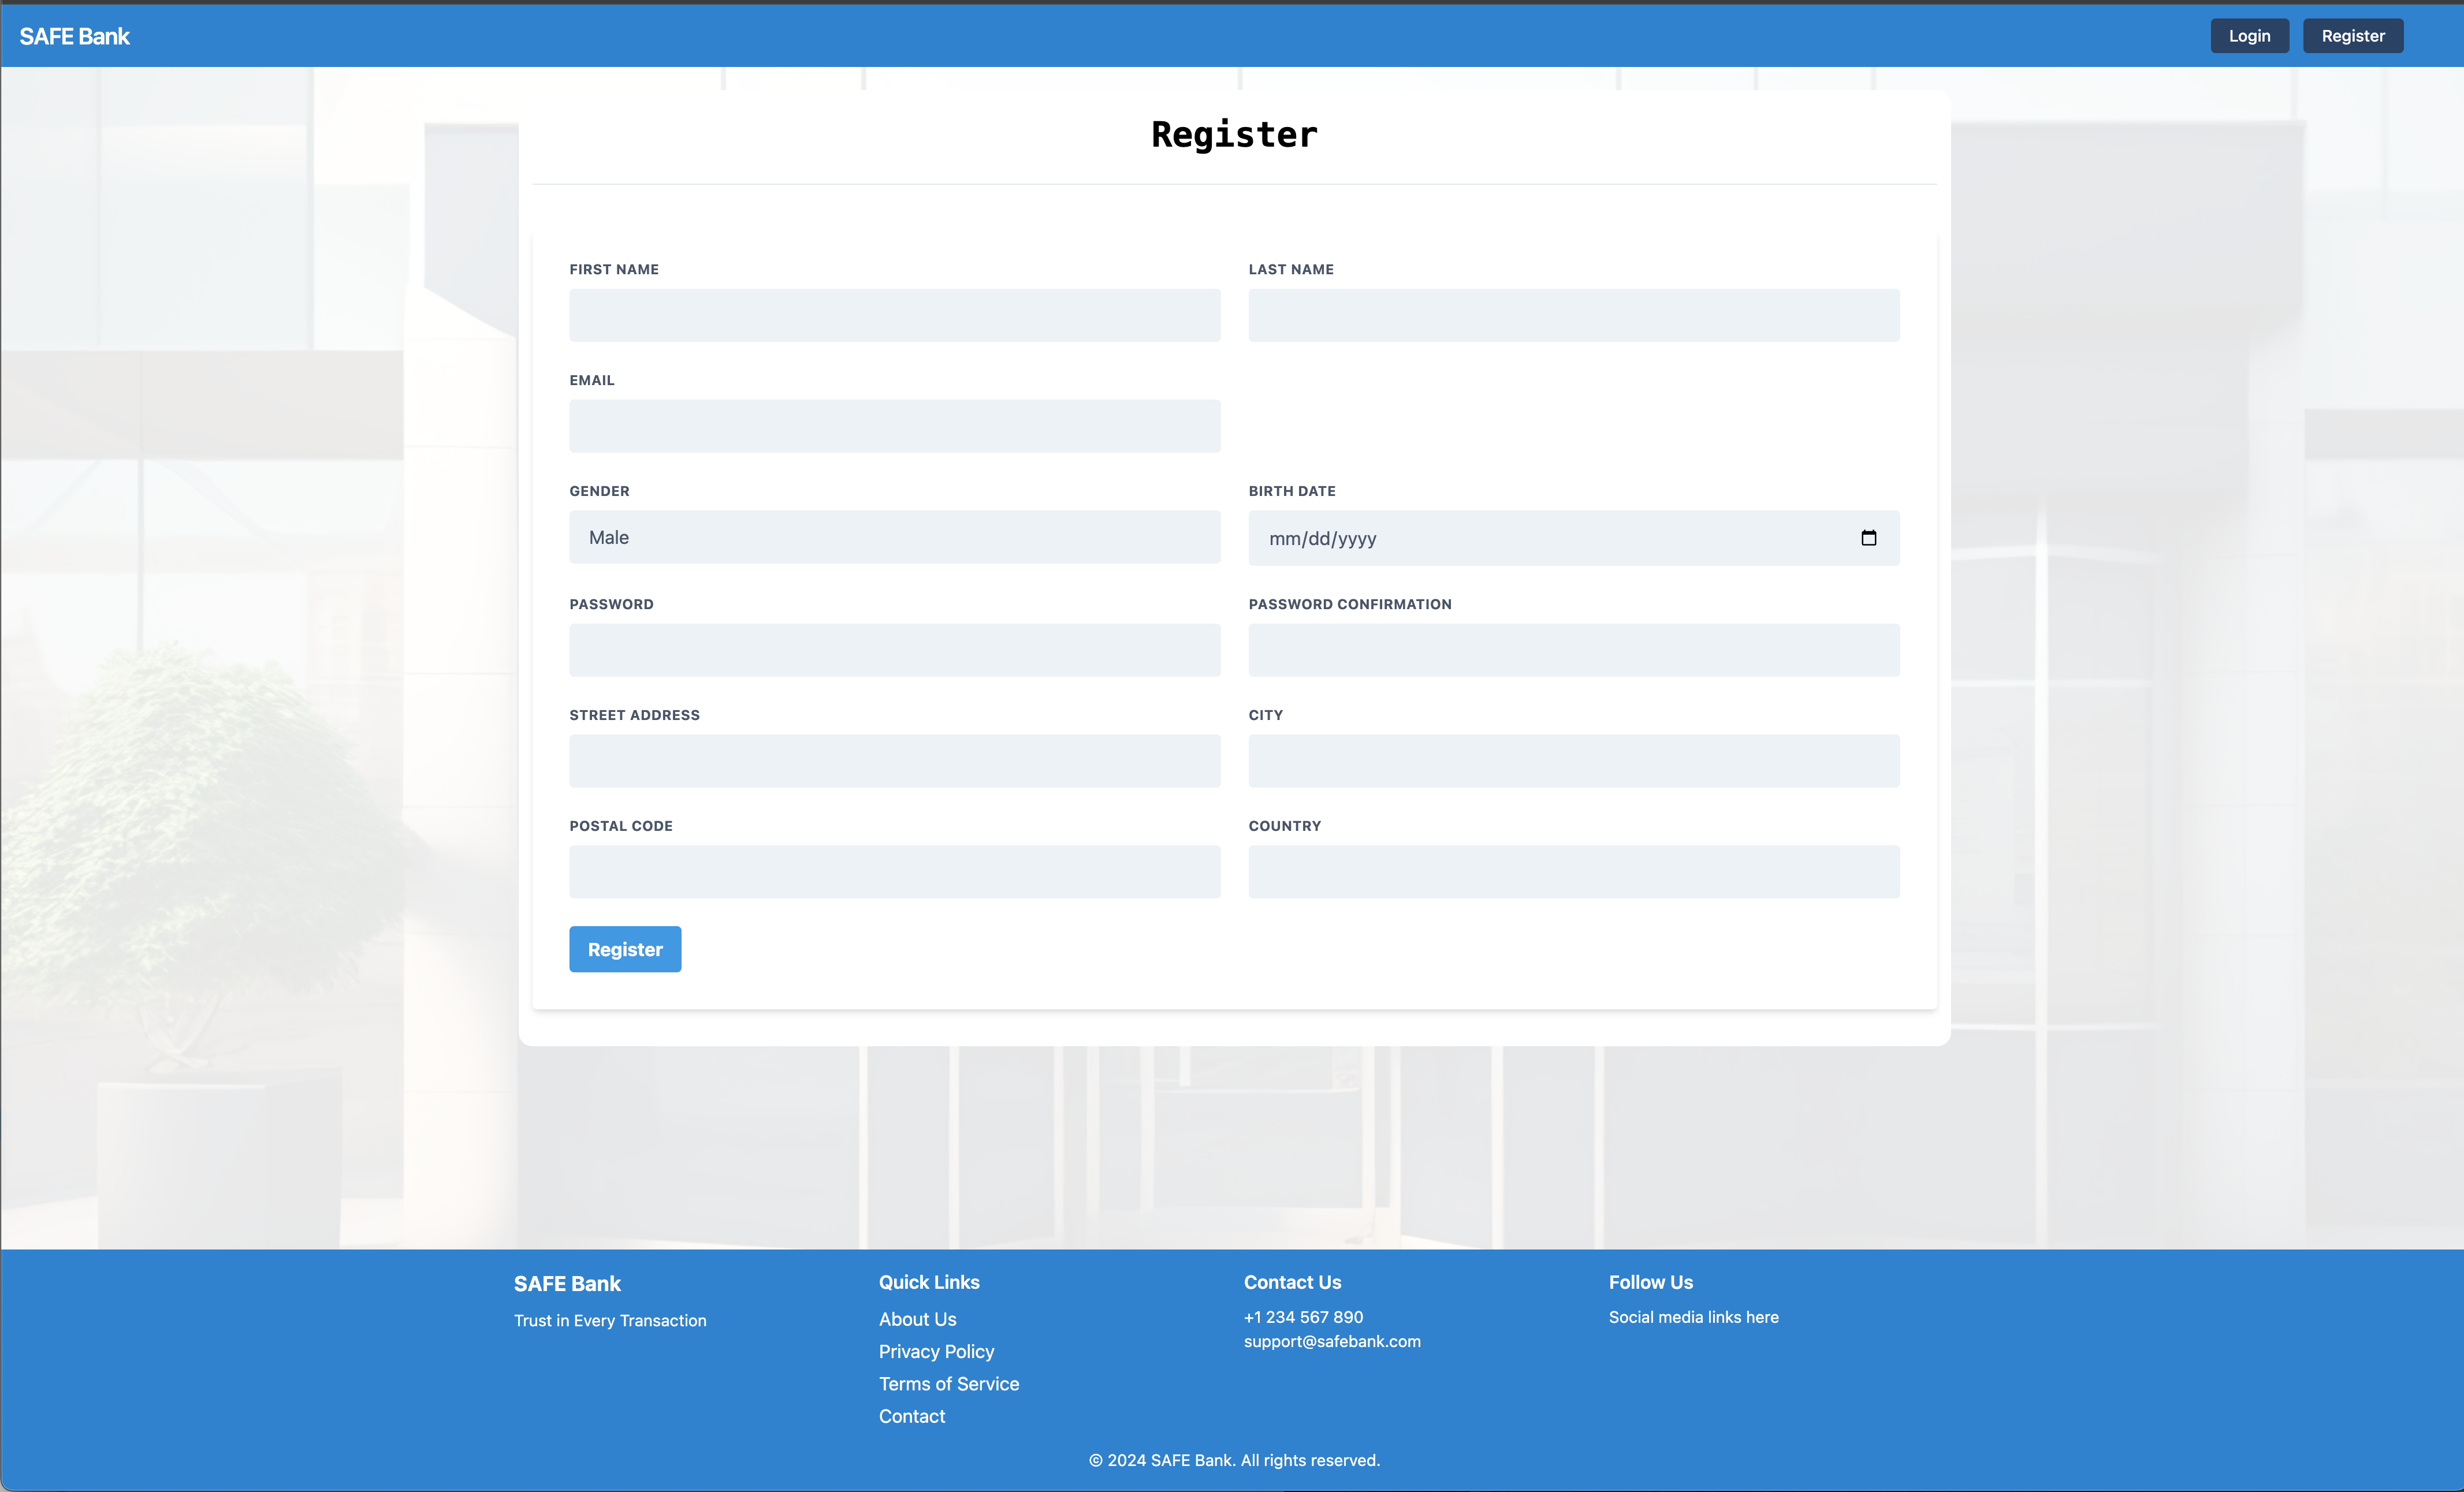 SAFE Bank
Login
Register
Register
FIRST NAME
LAST NAME
EMAIL
GENDER
BIRTH DATE
Male
mm/dd/yyyy
PASSWORD
PASSWORD CONFIRMATION
STREET ADDRESS
CITY
POSTAL CODE
COUNTRY
Register
SAFE Bank
Trust in Every Transaction
Quick Links
About Us
Privacy Policy
Terms of Service
Contact
Contact Us
+1 234 567 890
support@safebank.com
Follow Us
Social media links here
© 2024 SAFE Bank. All rights reserved.